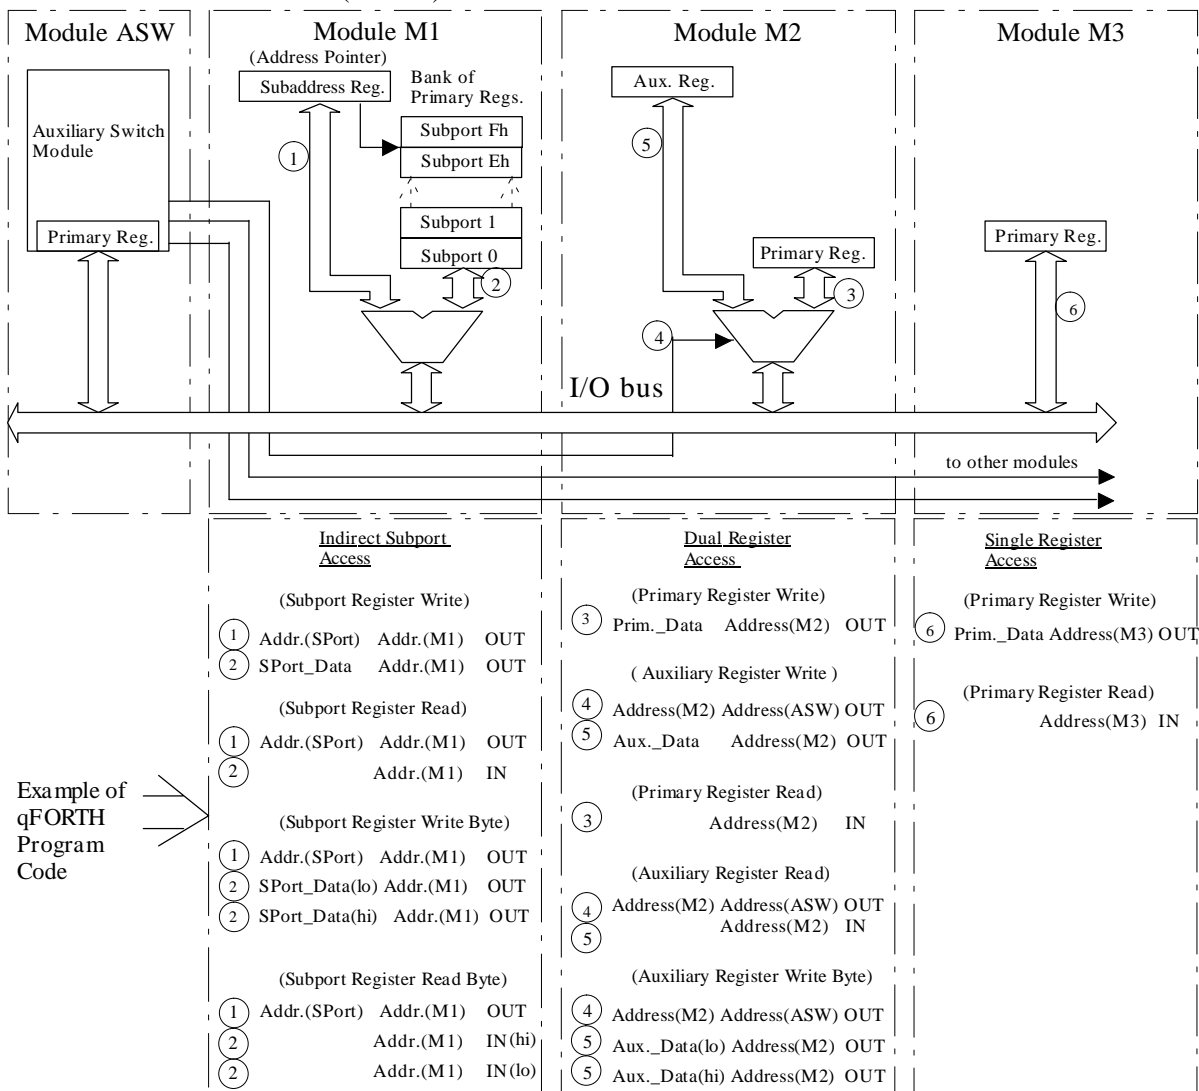 Module ASW
Module M1
Module M2
Module M3
(Address Pointer)
Subaddress Reg.
Bank of
Primary Regs.
Subport Fh
Subport Eh
Subport 1
Subport 0
Auxiliary Switch
Module
Primary Reg.
1
2
Aux. Reg.
5
Primary Reg.
3
4
Primary Reg.
6
I/O bus
to other modules
Example of
qFORTH
Program
Code
Indirect Subport
Access
(Subport Register Write)
1 Addr.(SPort) Addr.(M1) OUT
2 SPort_Data Addr.(M1) OUT
(Subport Register Read)
1 Addr.(SPort) Addr.(M1) OUT
2 Addr.(M1) IN
(Subport Register Write Byte)
1 Addr.(SPort) Addr.(M1) OUT
2 SPort_Data(lo) Addr.(M1) OUT
2 SPort_Data(hi) Addr.(M1) OUT
(Subport Register Read Byte)
1 Addr.(SPort) Addr.(M1) OUT
2 Addr.(M1) IN(hi)
2 Addr.(M1) IN(lo)
Dual Register
Access
(Primary Register Write)
3 Prim._Data Address(M2) OUT
( Auxiliary Register Write )
4 Address(M2) Address(ASW) OUT
5 Aux._Data Address(M2) OUT
(Primary Register Read)
3 Address(M2) IN
(Auxiliary Register Read)
4 Address(M2) Address(ASW) OUT
5 Address(M2) IN
(Auxiliary Register Write Byte)
4 Address(M2) Address(ASW) OUT
5 Aux._Data(lo) Address(M2) OUT
5 Aux._Data(hi) Address(M2) OUT
Single Register
Access
(Primary Register Write)
6 Prim._Data Address(M3) OUT
(Primary Register Read)
6 Address(M3) IN